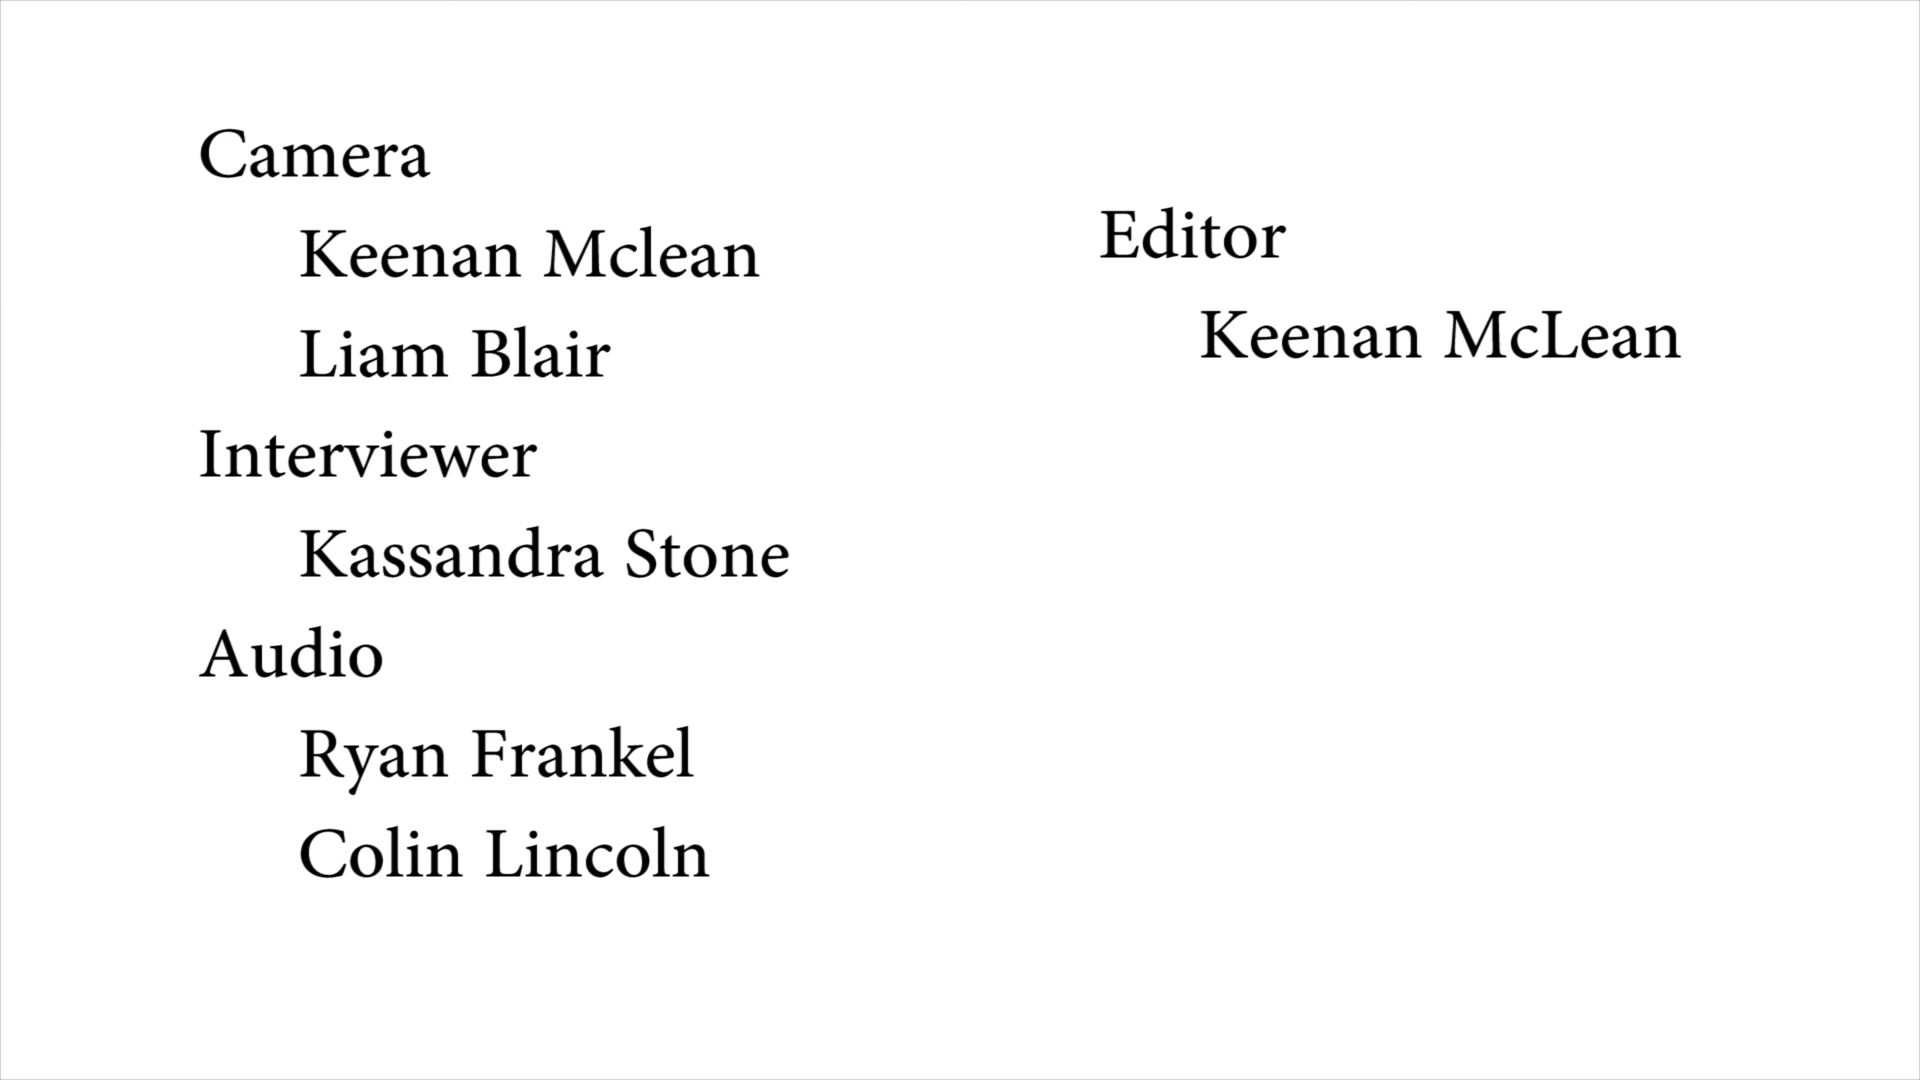 Camera
Keenan Mclean
Liam Blair
Interviewer
Kassandra Stone
Audio
Ryan Frankel
Colin Lincoln
Editor
Keenan McLean